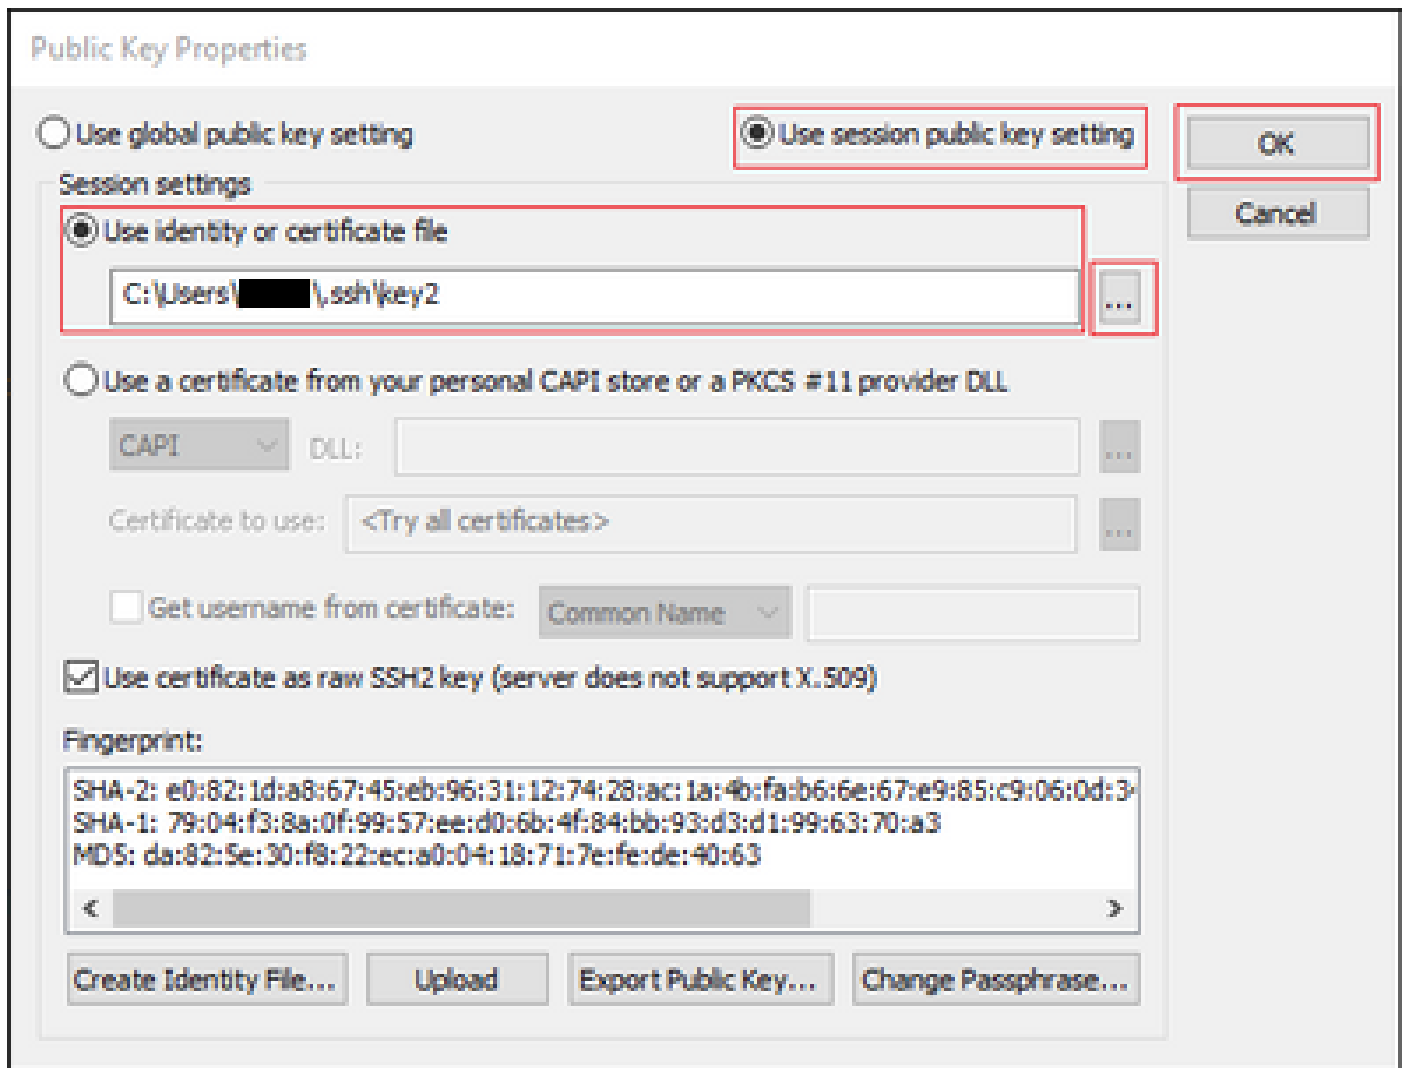 Public Key Properties
Use global public key setting
Use session public key setting
OK
Session settings
Cancel
Use identity or certificate file
C:\Users\ \.ssh\key2
...
Use a certificate from your personal CAPI store or a PKCS #11 provider DLL
CAPI
DLL:
...
Certificate to use:
<Try all certificates>
...
Get username from certificate:
Common Name
Use certificate as raw SSH2 key (server does not support X.509)
Fingerprint:
SHA-2: e0:82:1d:a8:67:45:eb:96:31:12:74:28:ac:1a:4b:fa:b6:6e:67:e9:85:c9:06:0d:3
SHA-1: 79:04:f3:8a:0f:99:57:ee:d0:6b:4f:84:bb:93:d3:d1:99:63:70:a3
MD5: da:82:5e:30:f8:22:ec:a0:04:18:71:7e:fe:de:40:63
Create Identity File...
Upload
Export Public Key...
Change Passphrase...